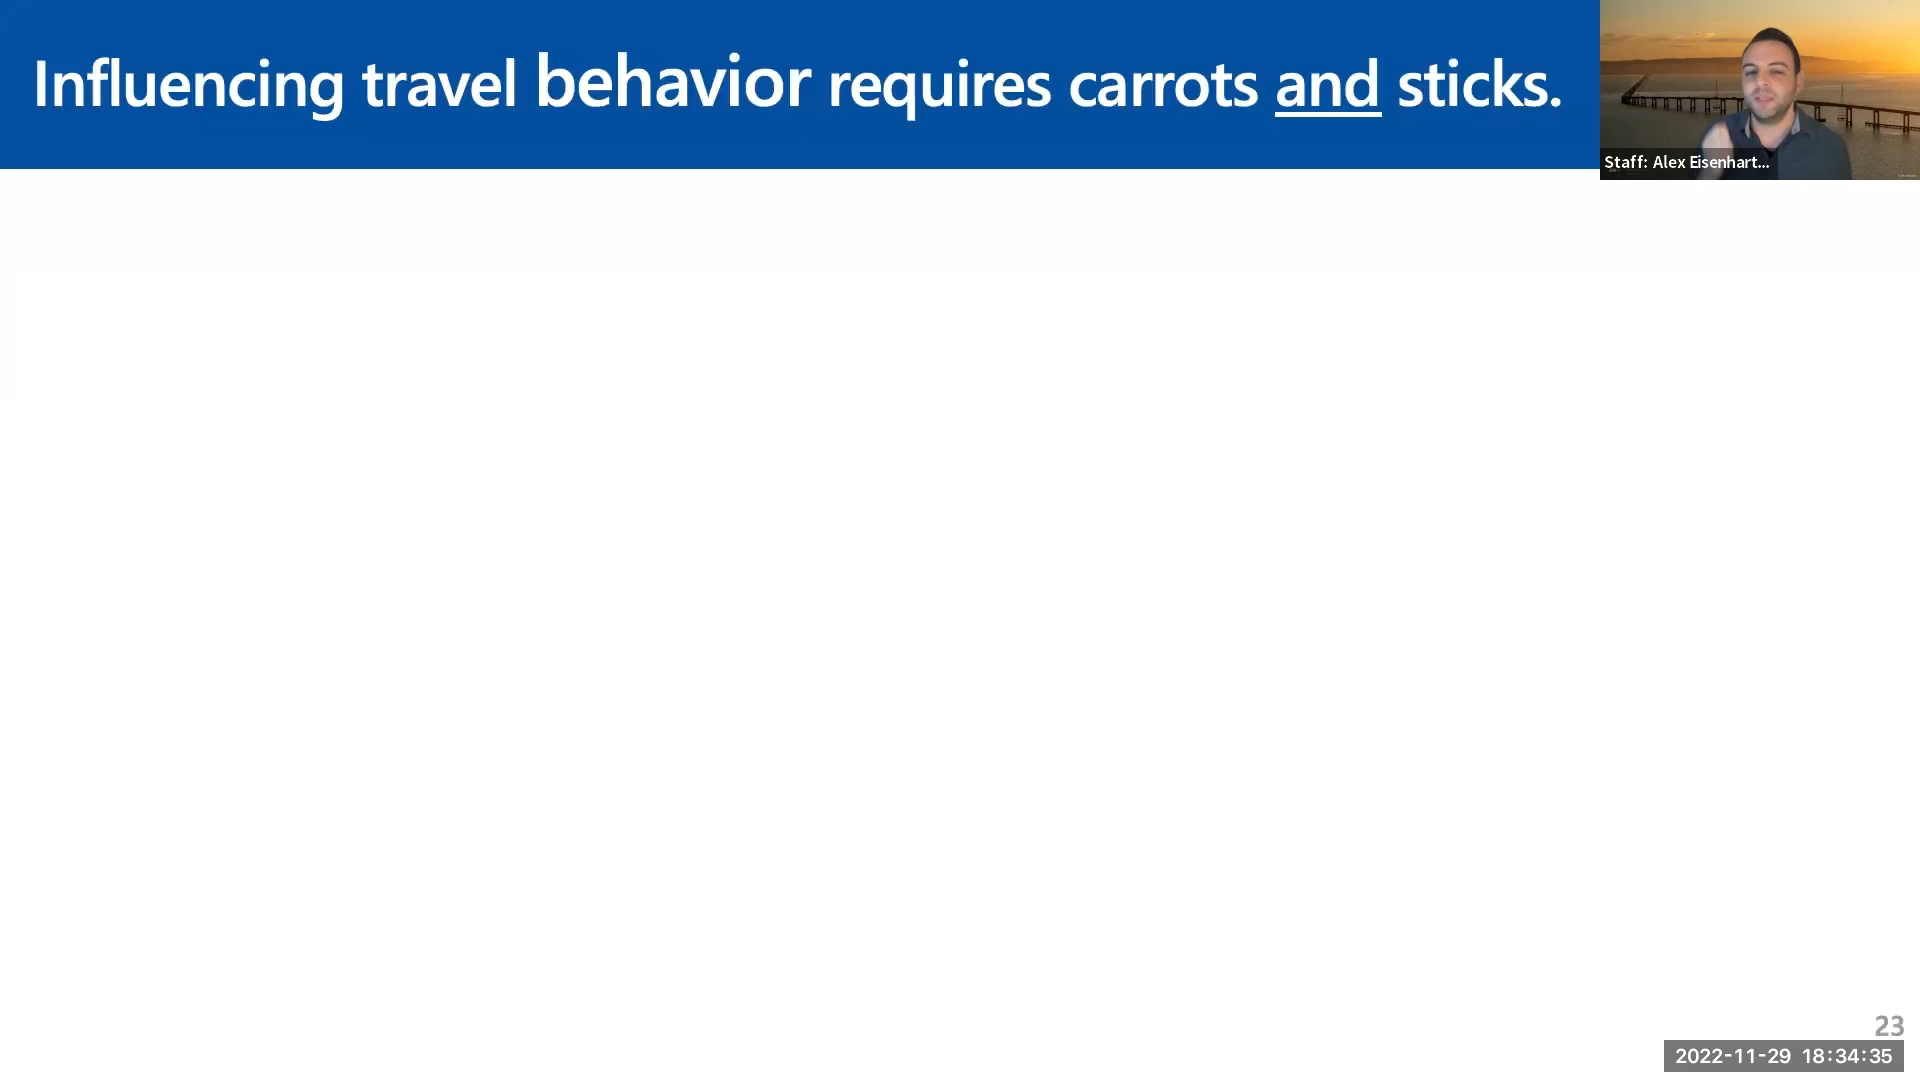 Influencing travel behavior requires carrots and sticks.
Staff: Alex Eisenhart...
23
2022-11-29 18:34:35